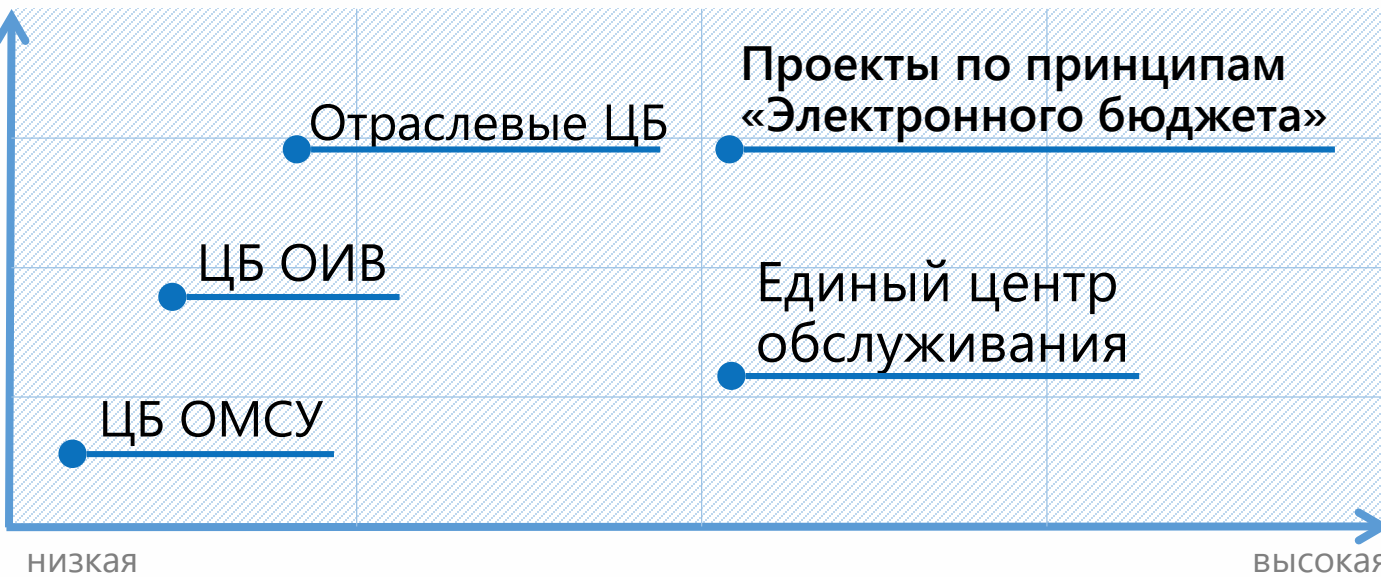 Проекты по принципам
«Электронного бюджета»
Отраслевые ЦБ
ЦБ ОИВ
Единый центр
обслуживания
ЦБ ОМСУ
низкая
высокая